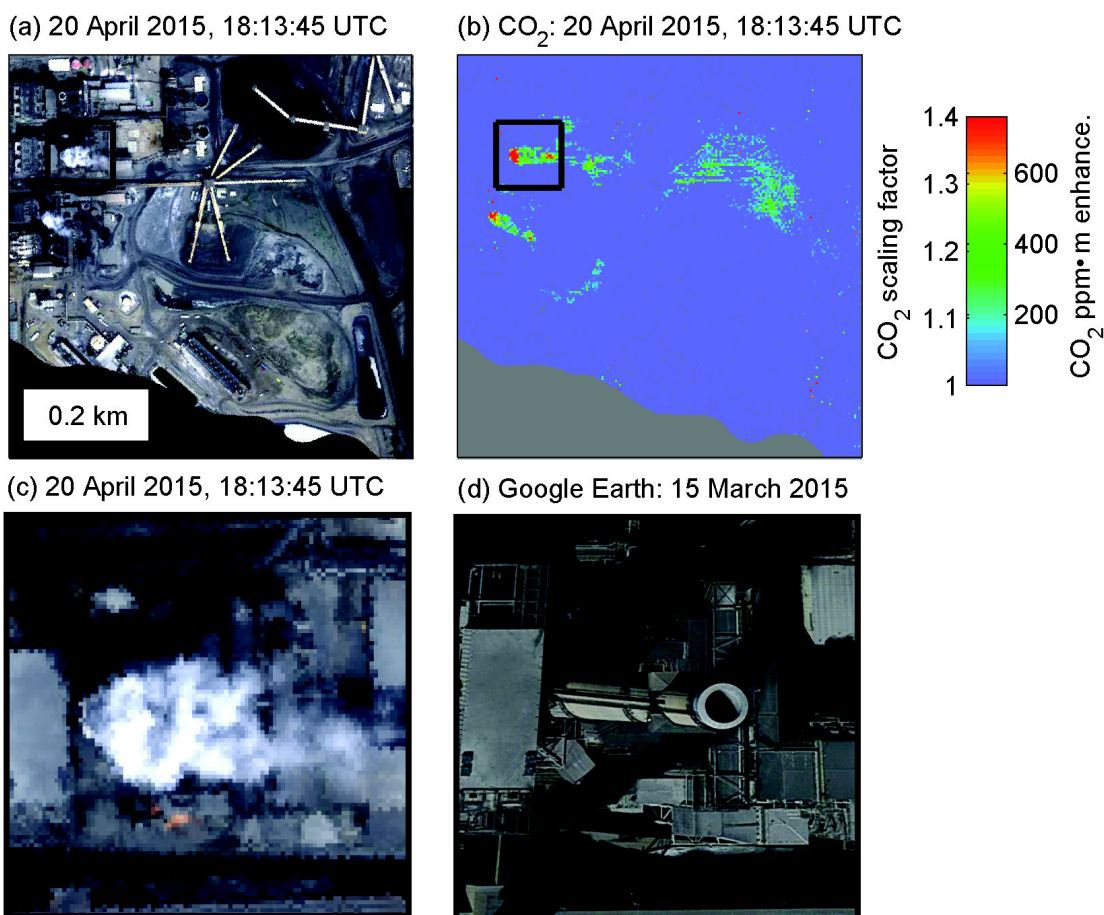 (a) 20 April 2015, 18:13:45 UTC
(b) CO₂: 20 April 2015, 18:13:45 UTC
0.2 km
CO₂ scaling factor
1.4
1.3
1.2
1.1
1
600
400
200
CO₂ ppm•m enhance.
(c) 20 April 2015, 18:13:45 UTC
(d) Google Earth: 15 March 2015